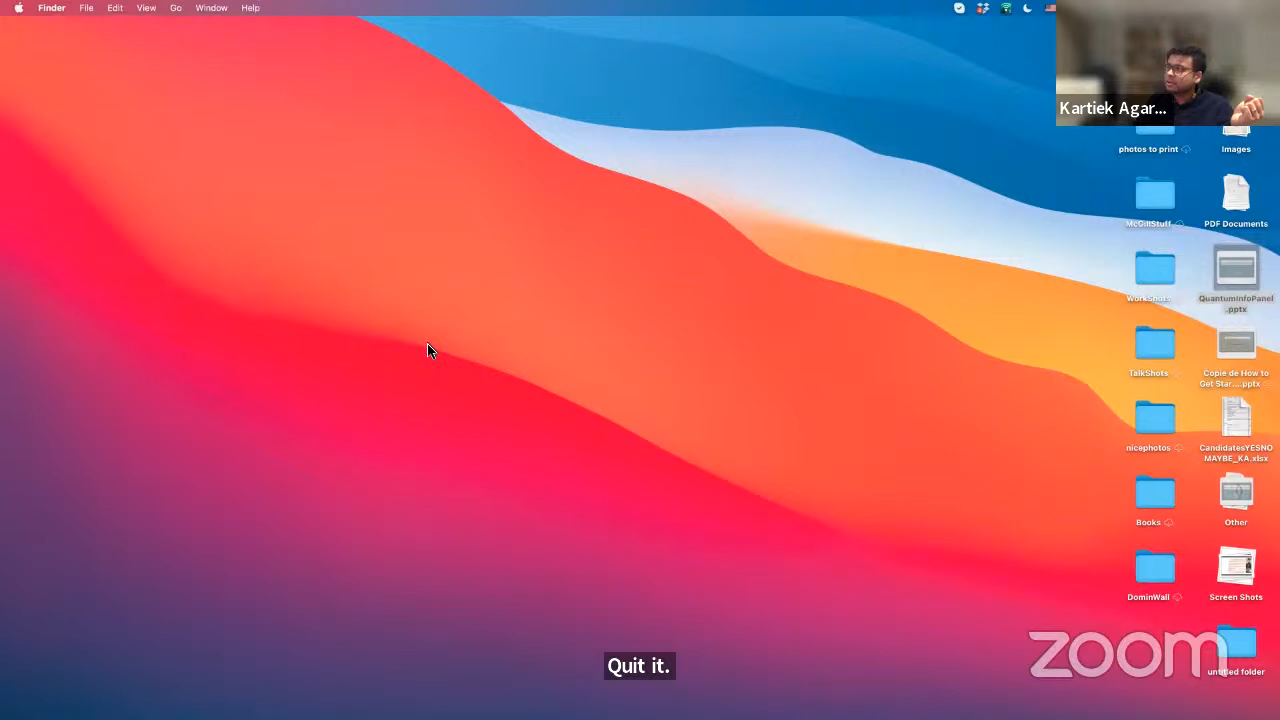 Finder File Edit View Go Window Help
Kartiek Agar...
photos to print
Images
McGillStuff
PDF Documents
WorkShots
QuantumInfoPanel
.pptx
TalkShots
Copie de How to
Get Star....pptx
nicephotos
CandidatesYESNO
MAYBE_KA.xlsx
Books
Other
DominWall
Screen Shots
untitled folder
zoom
Quit it.